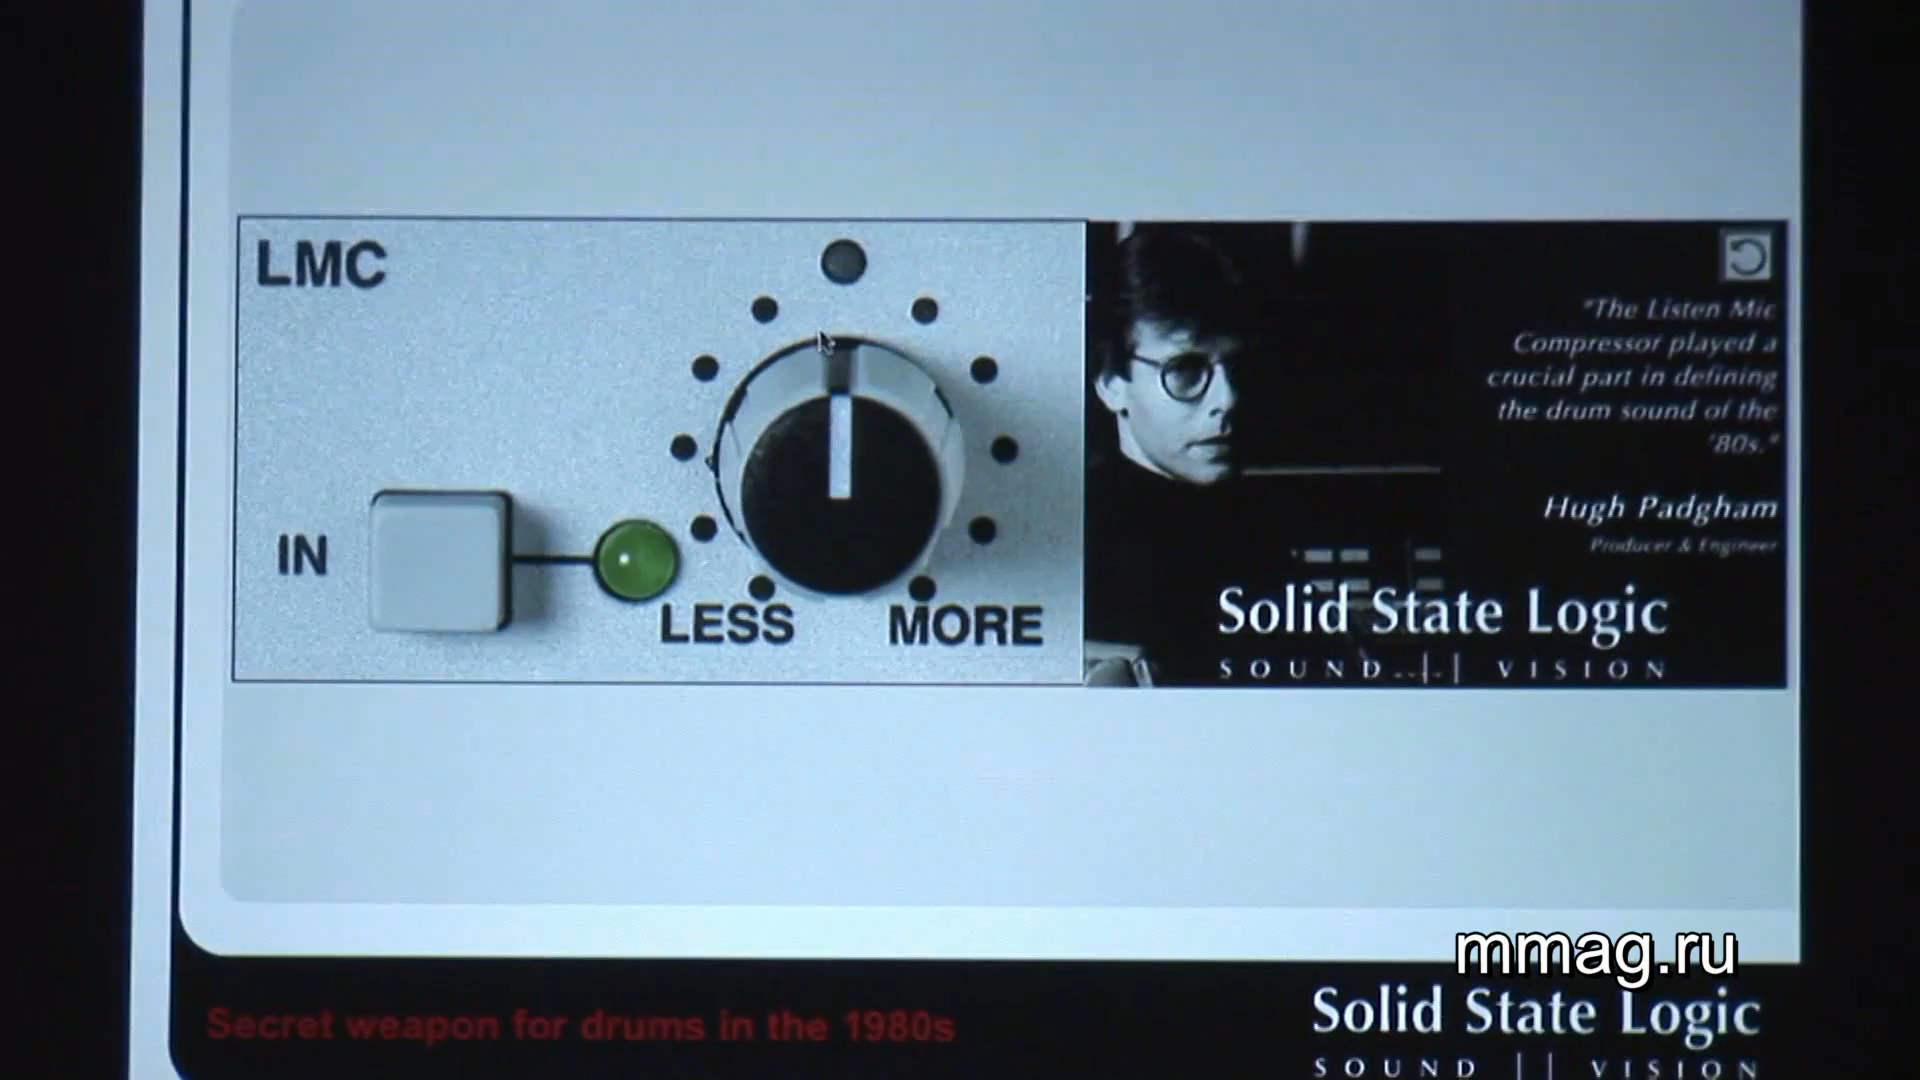 LMC
IN
LESS
MORE
"The Listen Mic
Compressor played a
crucial part in defining
the drum sound of the
'80s."
Hugh Padgham
Producer & Engineer
Solid State Logic
SOUND || VISION
mmag.ru
Secret weapon for drums in the 1980s
Solid State Logic
SOUND || VISION